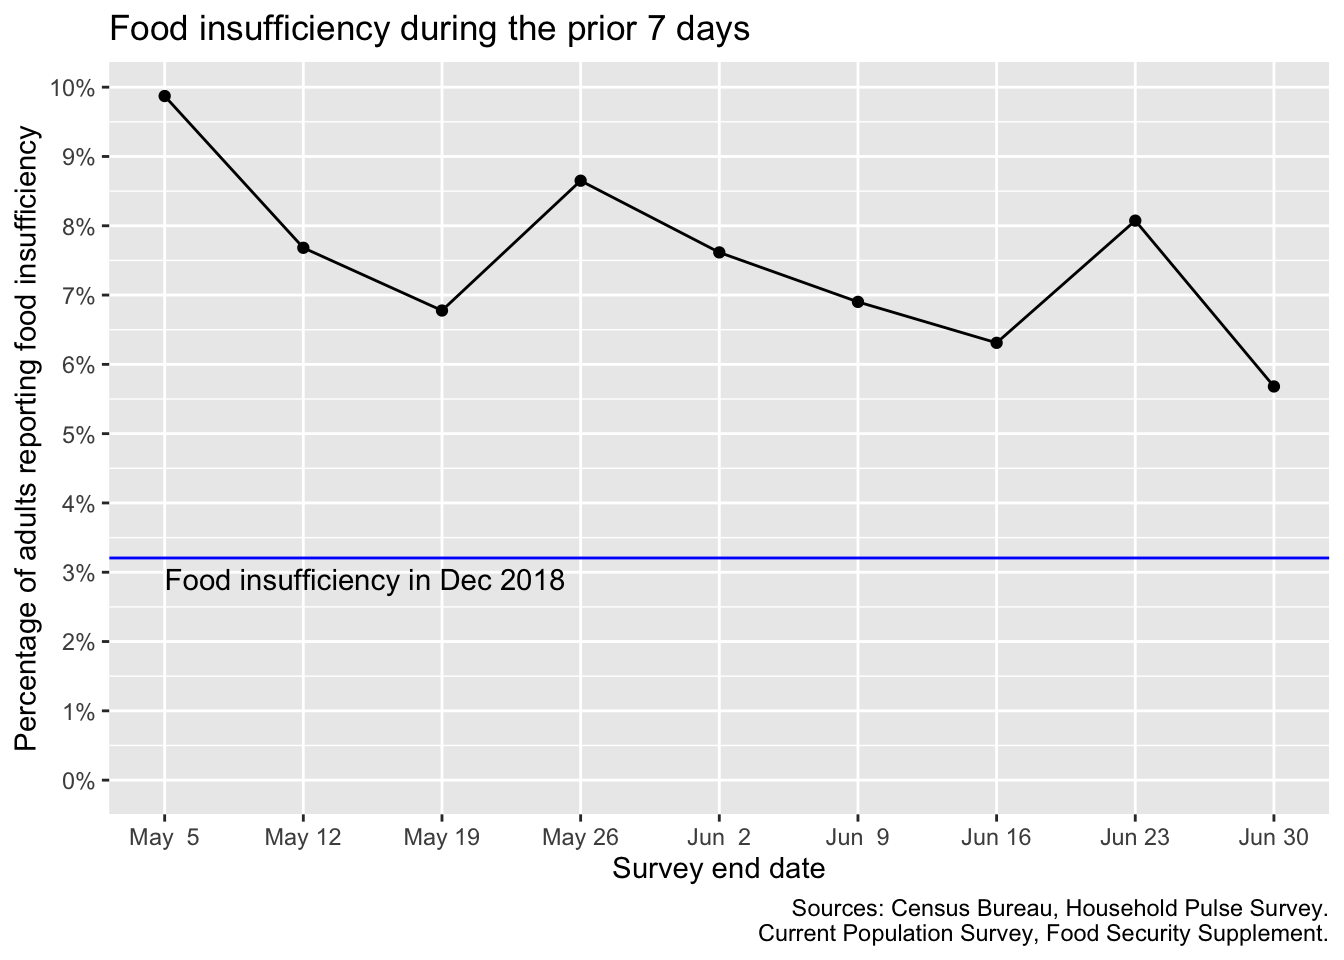 Food insufficiency during the prior 7 days
Percentage of adults reporting food insufficiency
10%
9%
8%
7%
6%
5%
4%
3%
2%
1%
0%
Food insufficiency in Dec 2018
May 5 May 12 May 19 May 26 Jun 2 Jun 9 Jun 16 Jun 23 Jun 30
Survey end date
Sources: Census Bureau, Household Pulse Survey.
Current Population Survey, Food Security Supplement.